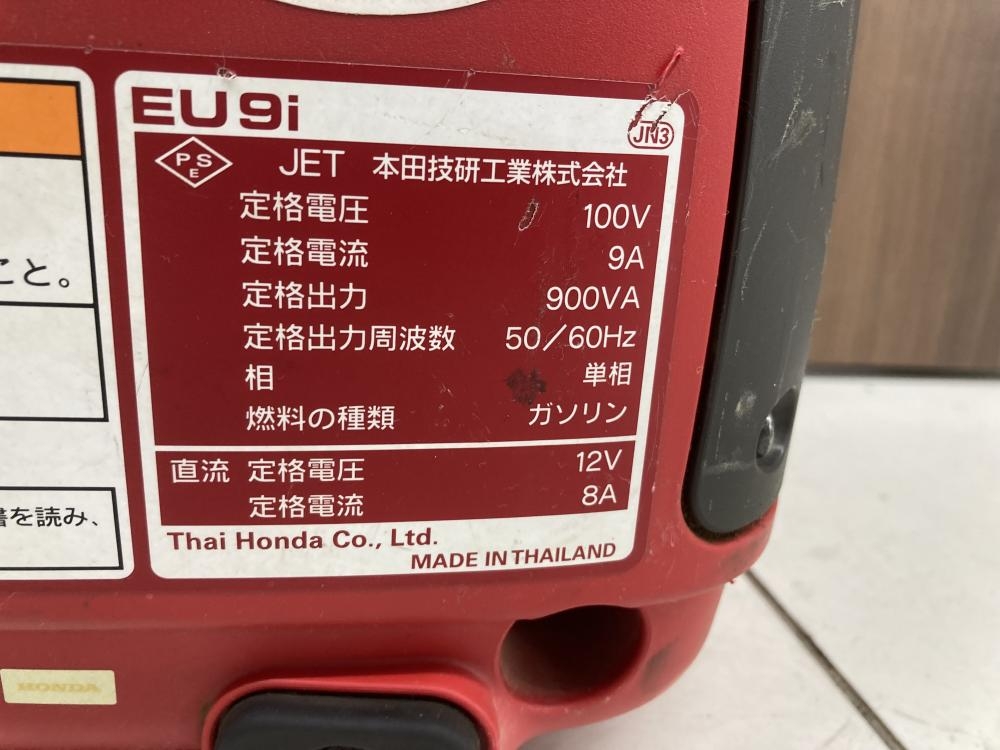 EU9i
JN3
PSE JET 本田技研工業株式会社
定格電圧 100V
定格電流 9A
定格出力 900VA
定格出力周波数 50/60Hz
相 単相
燃料の種類 ガソリン
直流 定格電圧 12V
定格電流 8A
Thai Honda Co., Ltd.
MADE IN THAILAND
こと。
を読み、
HONDA